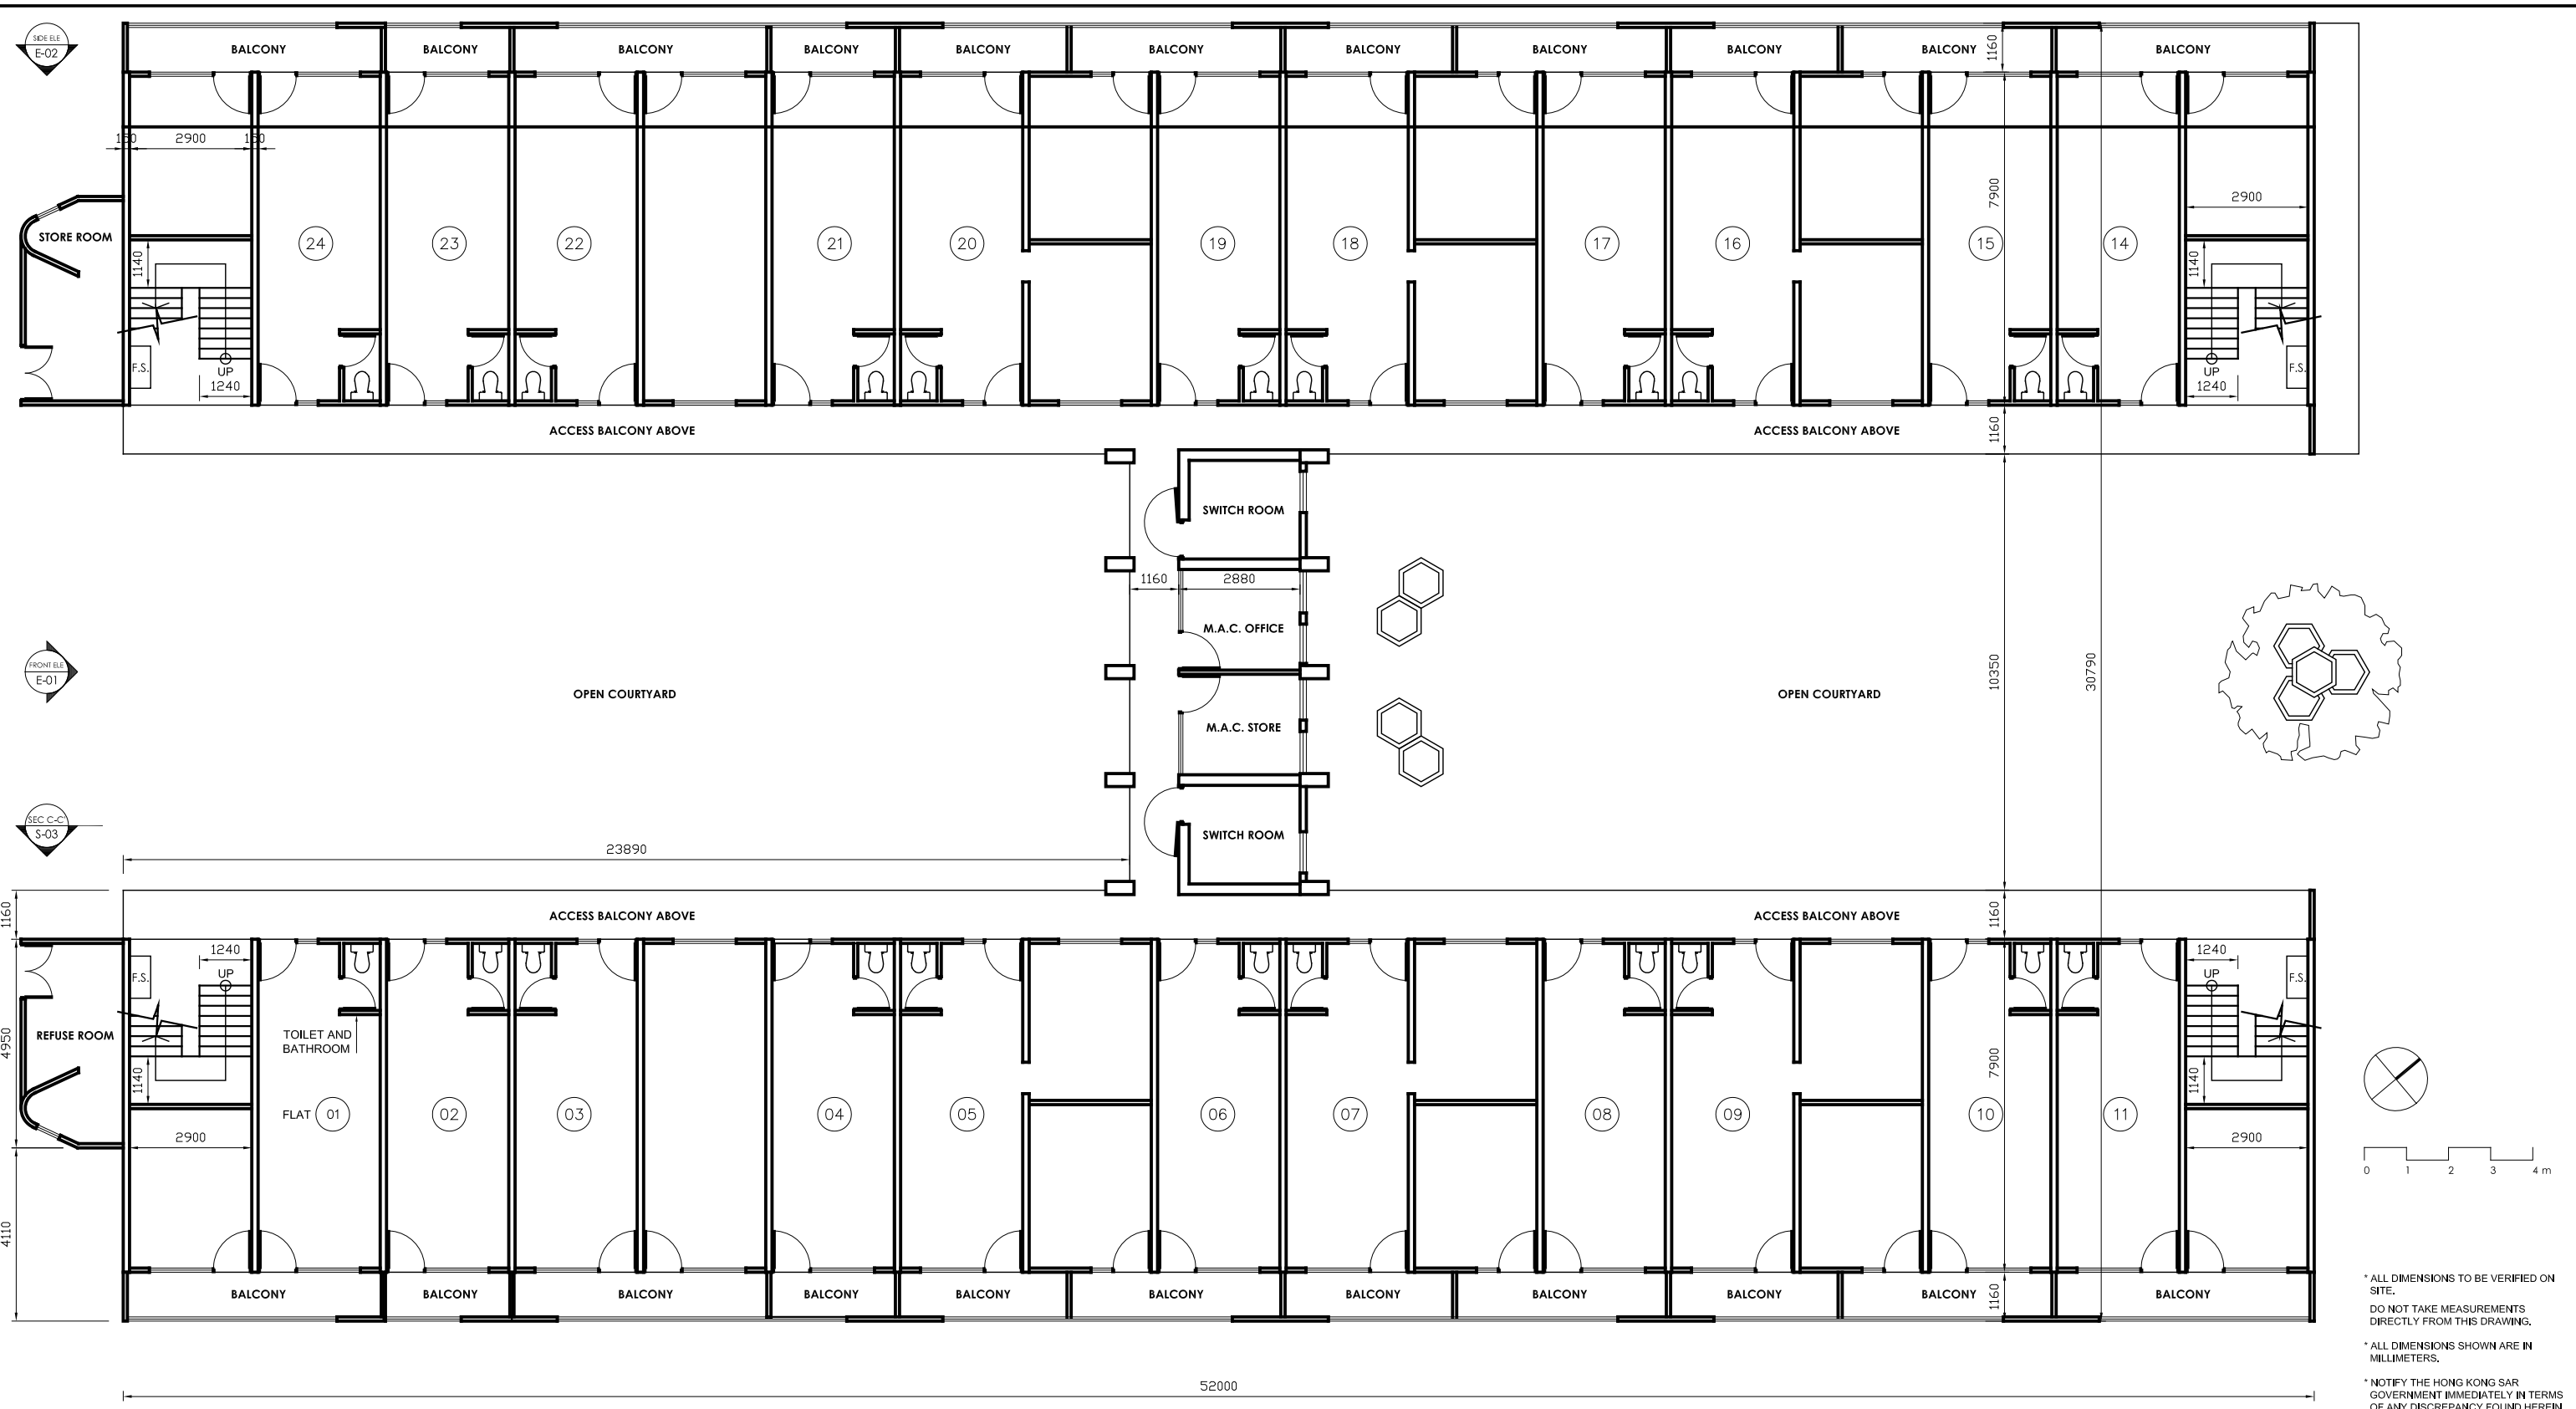 SIDE ELE
E-02
BALCONY BALCONY BALCONY BALCONY BALCONY BALCONY BALCONY BALCONY BALCONY BALCONY BALCONY
1160
150 2900 150
7900
2900
STORE ROOM
24 23 22 21 20 19 18 17 16 15 14
1140
1140
F.S.
UP
1240
UP
1240
F.S.
ACCESS BALCONY ABOVE
ACCESS BALCONY ABOVE
1160
SWITCH ROOM
1160 2880
M.A.C. OFFICE
FRONT ELE
E-01
OPEN COURTYARD
OPEN COURTYARD
10350
30790
M.A.C. STORE
SEC C-C'
S-03
SWITCH ROOM
23890
1160
ACCESS BALCONY ABOVE
ACCESS BALCONY ABOVE
1160
1240
UP
F.S.
1240
UP
F.S.
REFUSE ROOM
4950
TOILET AND
BATHROOM
1140
7900
1140
FLAT 01 02 03 04 05 06 07 08 09 10 11
2900
2900
0 1 2 3 4 m
4110
BALCONY BALCONY BALCONY BALCONY BALCONY BALCONY BALCONY BALCONY BALCONY BALCONY BALCONY
1160
52000
* ALL DIMENSIONS TO BE VERIFIED ON
SITE.
DO NOT TAKE MEASUREMENTS
DIRECTLY FROM THIS DRAWING.
* ALL DIMENSIONS SHOWN ARE IN
MILLIMETERS.
* NOTIFY THE HONG KONG SAR
GOVERNMENT IMMEDIATELY IN TERMS
OF ANY DISCREPANCY FOUND HEREIN